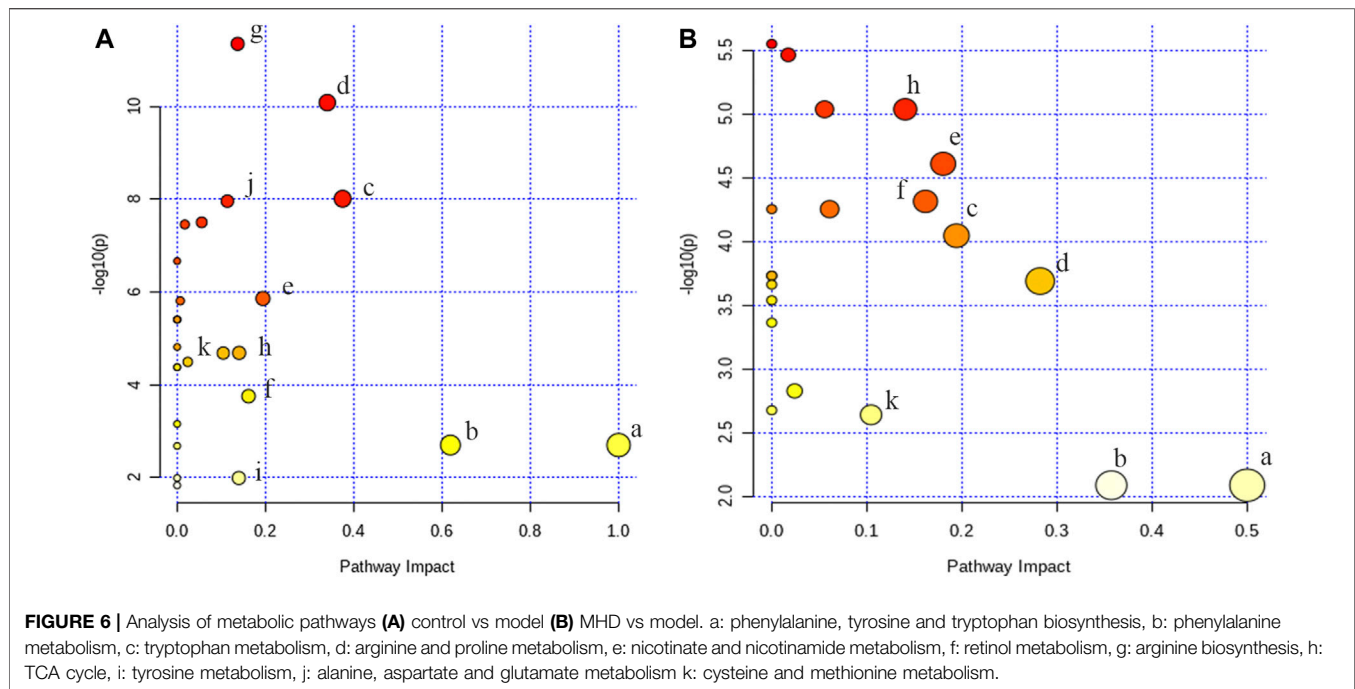 A
g
d
j
c
e
k
h
f
b
a
i
10
8
6
4
2
-log10(p)
0.0 0.2 0.4 0.6 0.8 1.0
Pathway Impact
B
h
e
f
c
d
k
b
a
5.5
5.0
4.5
4.0
3.5
3.0
2.5
2.0
-log10(p)
0.0 0.1 0.2 0.3 0.4 0.5
Pathway Impact
FIGURE 6 | Analysis of metabolic pathways (A) control vs model (B) MHD vs model. a: phenylalanine, tyrosine and tryptophan biosynthesis, b: phenylalanine
metabolism, c: tryptophan metabolism, d: arginine and proline metabolism, e: nicotinate and nicotinamide metabolism, f: retinol metabolism, g: arginine biosynthesis, h:
TCA cycle, i: tyrosine metabolism, j: alanine, aspartate and glutamate metabolism k: cysteine and methionine metabolism.